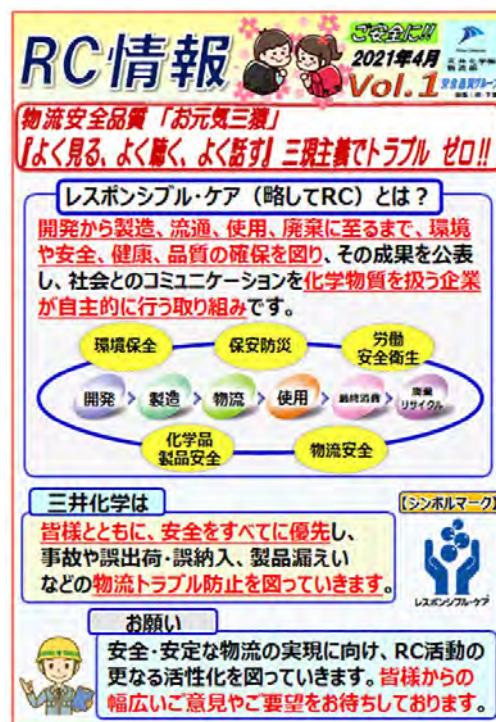 RC情報
ご安全に!!
2021年4月
Vol.1
物流安全品質「お元気三猿」
『よく見る、よく聴く、よく話す』三現主義でトラブル ゼロ!!
レスポンシブル・ケア（略してRC）とは？
開発から製造、流通、使用、廃棄に至るまで、環境
や安全、健康、品質の確保を図り、その成果を公表
し、社会とのコミュニケーションを化学物質を扱う企業
が自主的に行う取り組みです。
環境保全
保安防災
労働
安全衛生
開発
製造
物流
使用
最終消費
廃棄
リサイクル
化学品
製品安全
物流安全
三井化学は
皆様とともに、安全をすべてに優先し、
事故や誤出荷・誤納入、製品漏えい
などの物流トラブル防止を図っていきます。
【シンボルマーク】
レスポンシブル・ケア
お願い
安全・安定な物流の実現に向け、RC活動の
更なる活性化を図っていきます。皆様からの
幅広いご意見やご要望をお待ちしております。